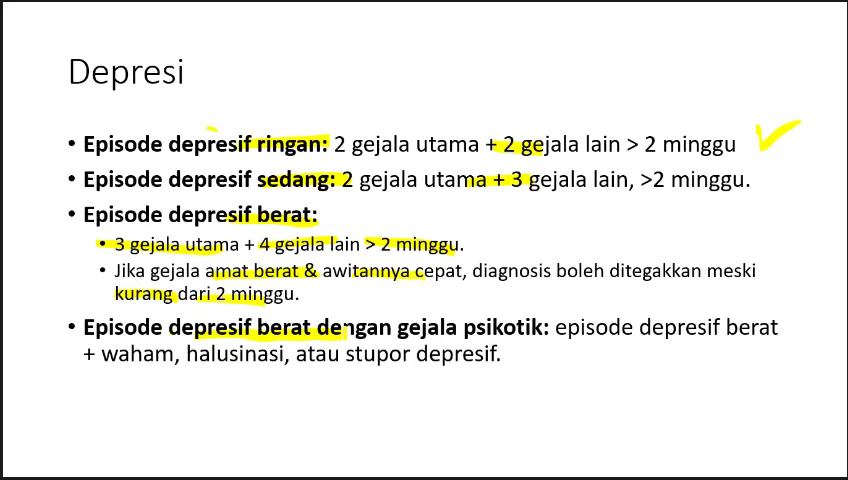 Depresi
• Episode depresif ringan: 2 gejala utama + 2 gejala lain > 2 minggu
• Episode depresif sedang: 2 gejala utama + 3 gejala lain, >2 minggu.
• Episode depresif berat:
• 3 gejala utama + 4 gejala lain > 2 minggu.
• Jika gejala amat berat & awitannya cepat, diagnosis boleh ditegakkan meski
kurang dari 2 minggu.
• Episode depresif berat dengan gejala psikotik: episode depresif berat
+ waham, halusinasi, atau stupor depresif.